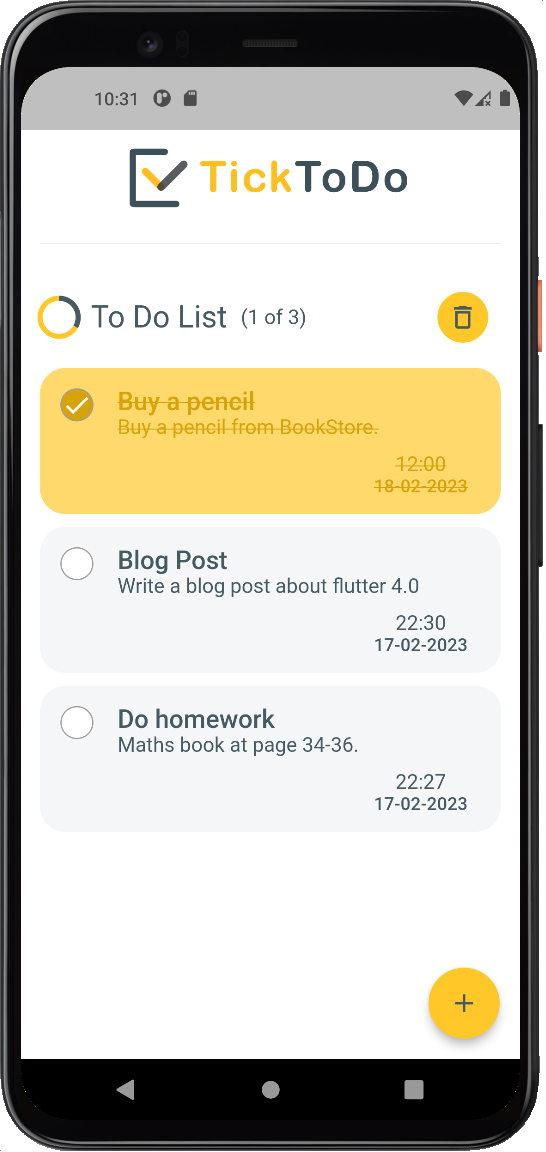 10:31
TickToDo
To Do List (1 of 3)
Buy a pencil
Buy a pencil from BookStore.
12:00
18-02-2023
Blog Post
Write a blog post about flutter 4.0
22:30
17-02-2023
Do homework
Maths book at page 34-36.
22:27
17-02-2023